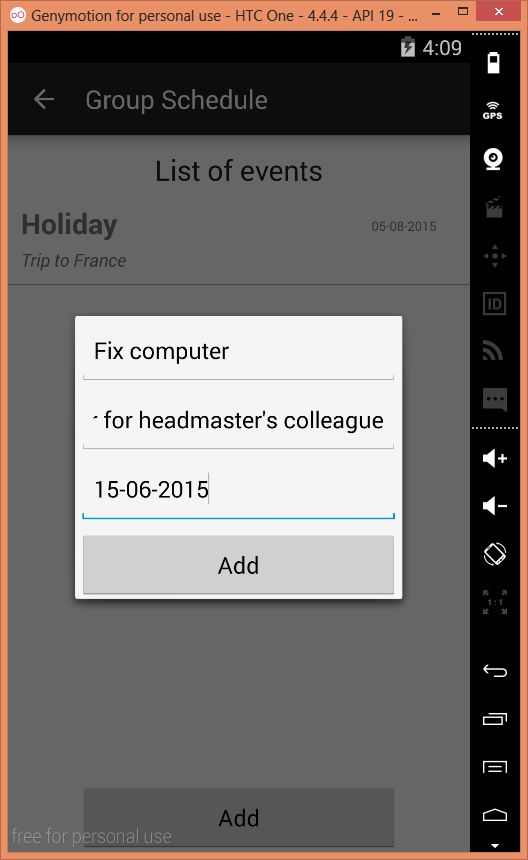 Genymotion for personal use - HTC One - 4.4.4 - API 19 - ...
4:09
GPS
Group Schedule
List of events
Holiday
05-08-2015
Trip to France
ID
Fix computer
for headmaster's colleague
15-06-2015
Add
1:1
Add
free for personal use